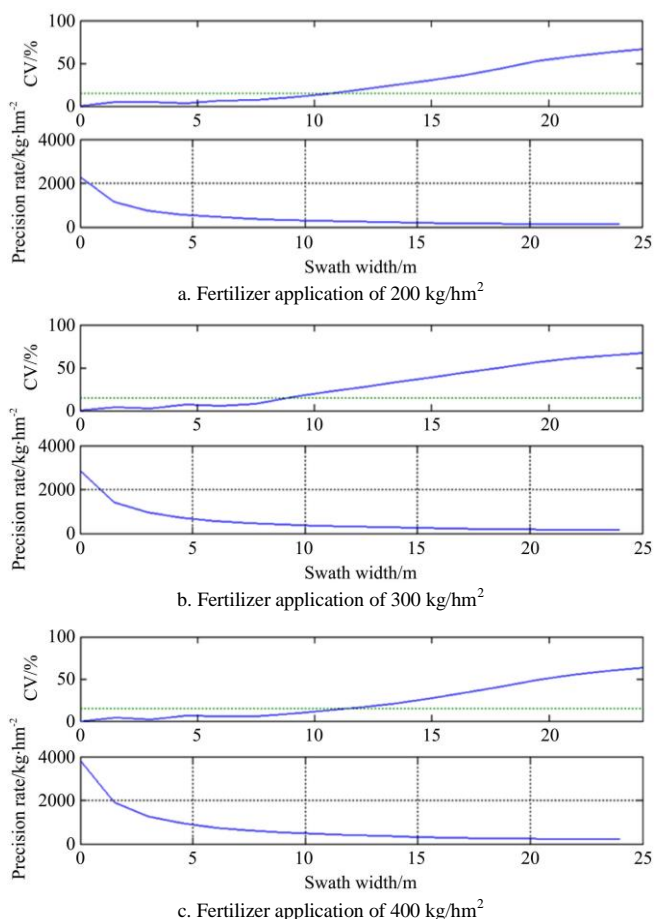 100
50
0
CV/%
0 5 10 15 20
4000
2000
0
Precision rate/kg·hm⁻²
0 5 10 15 20 25
Swath width/m
a. Fertilizer application of 200 kg/hm²
100
50
0
CV/%
0 5 10 15 20
4000
2000
0
Precision rate/kg·hm⁻²
0 5 10 15 20 25
Swath width/m
b. Fertilizer application of 300 kg/hm²
100
50
0
CV/%
0 5 10 15 20
4000
2000
0
Precision rate/kg·hm⁻²
0 5 10 15 20 25
Swath width/m
c. Fertilizer application of 400 kg/hm²